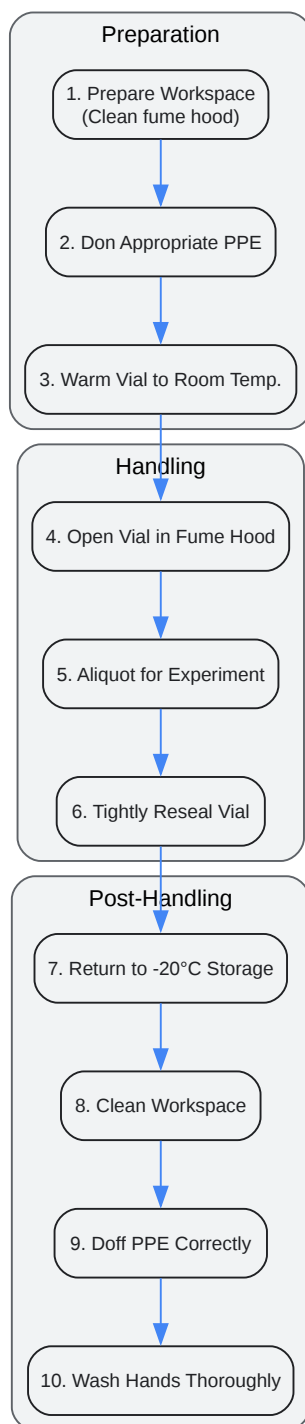 Preparation
1. Prepare Workspace
(Clean fume hood)
2. Don Appropriate PPE
3. Warm Vial to Room Temp.
Handling
4. Open Vial in Fume Hood
5. Aliquot for Experiment
6. Tightly Reseal Vial
Post-Handling
7. Return to -20°C Storage
8. Clean Workspace
9. Doff PPE Correctly
10. Wash Hands Thoroughly